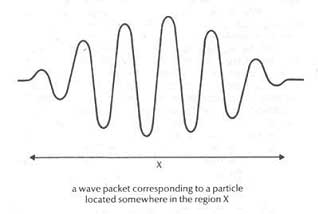 X
a wave packet corresponding to a particle
located somewhere in the region X